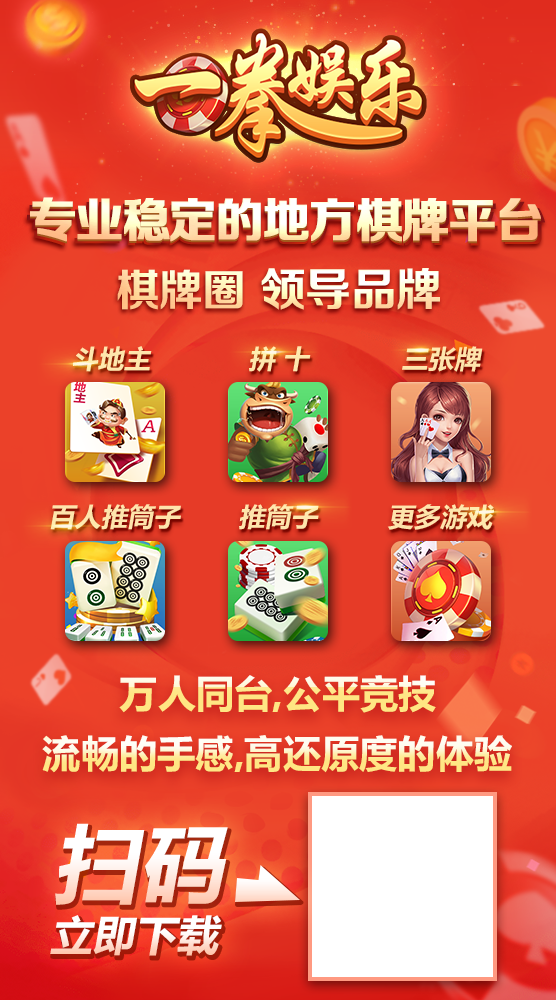 一拳娱乐
专业稳定的地方棋牌平台
棋牌圈 领导品牌
斗地主 拼十 三张牌
地主
A
百人推筒子 推筒子 更多游戏
A
万人同台,公平竞技
流畅的手感,高还原度的体验
扫码
立即下载